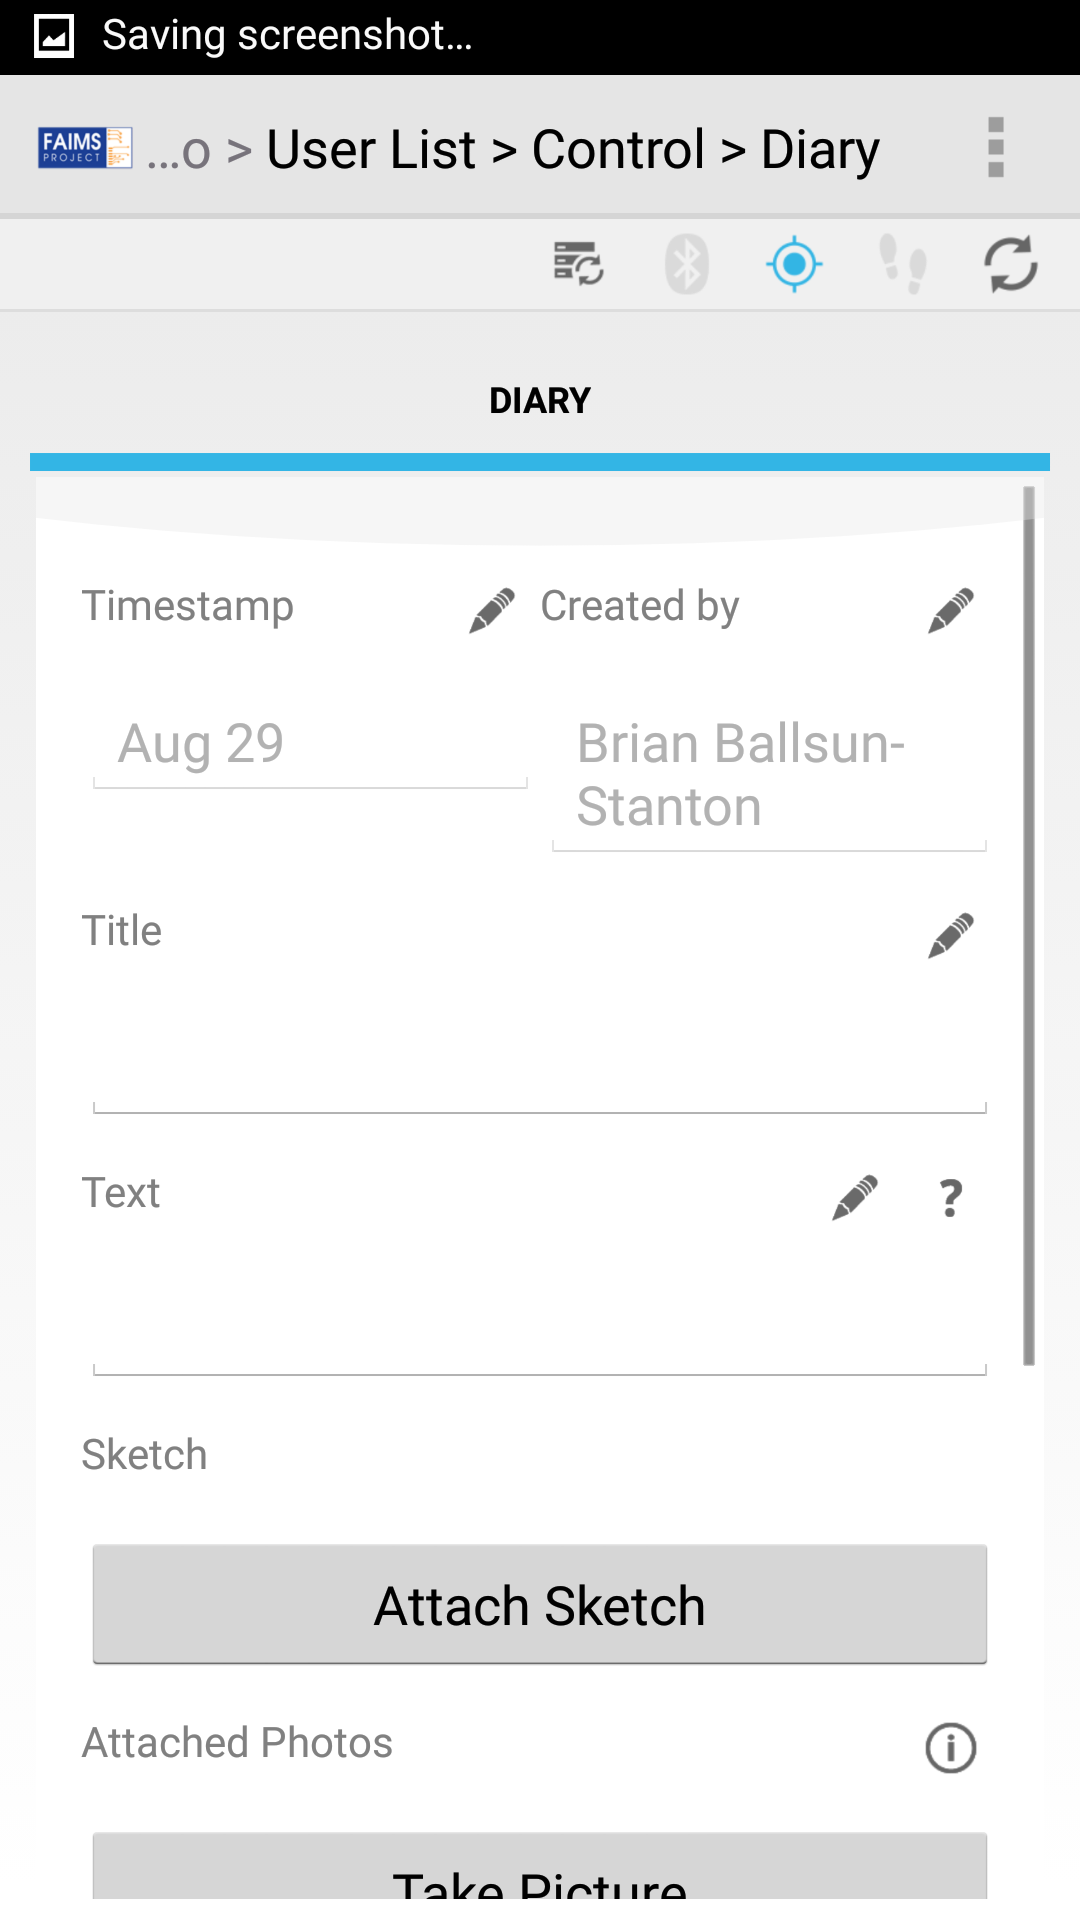 Saving screenshot...
FAIMS
PROJECT
...o > User List > Control > Diary
DIARY
Timestamp Created by
Aug 29 Brian Ballsun-
Stanton
Title
Text ?
Sketch
Attach Sketch
Attached Photos
Take Picture